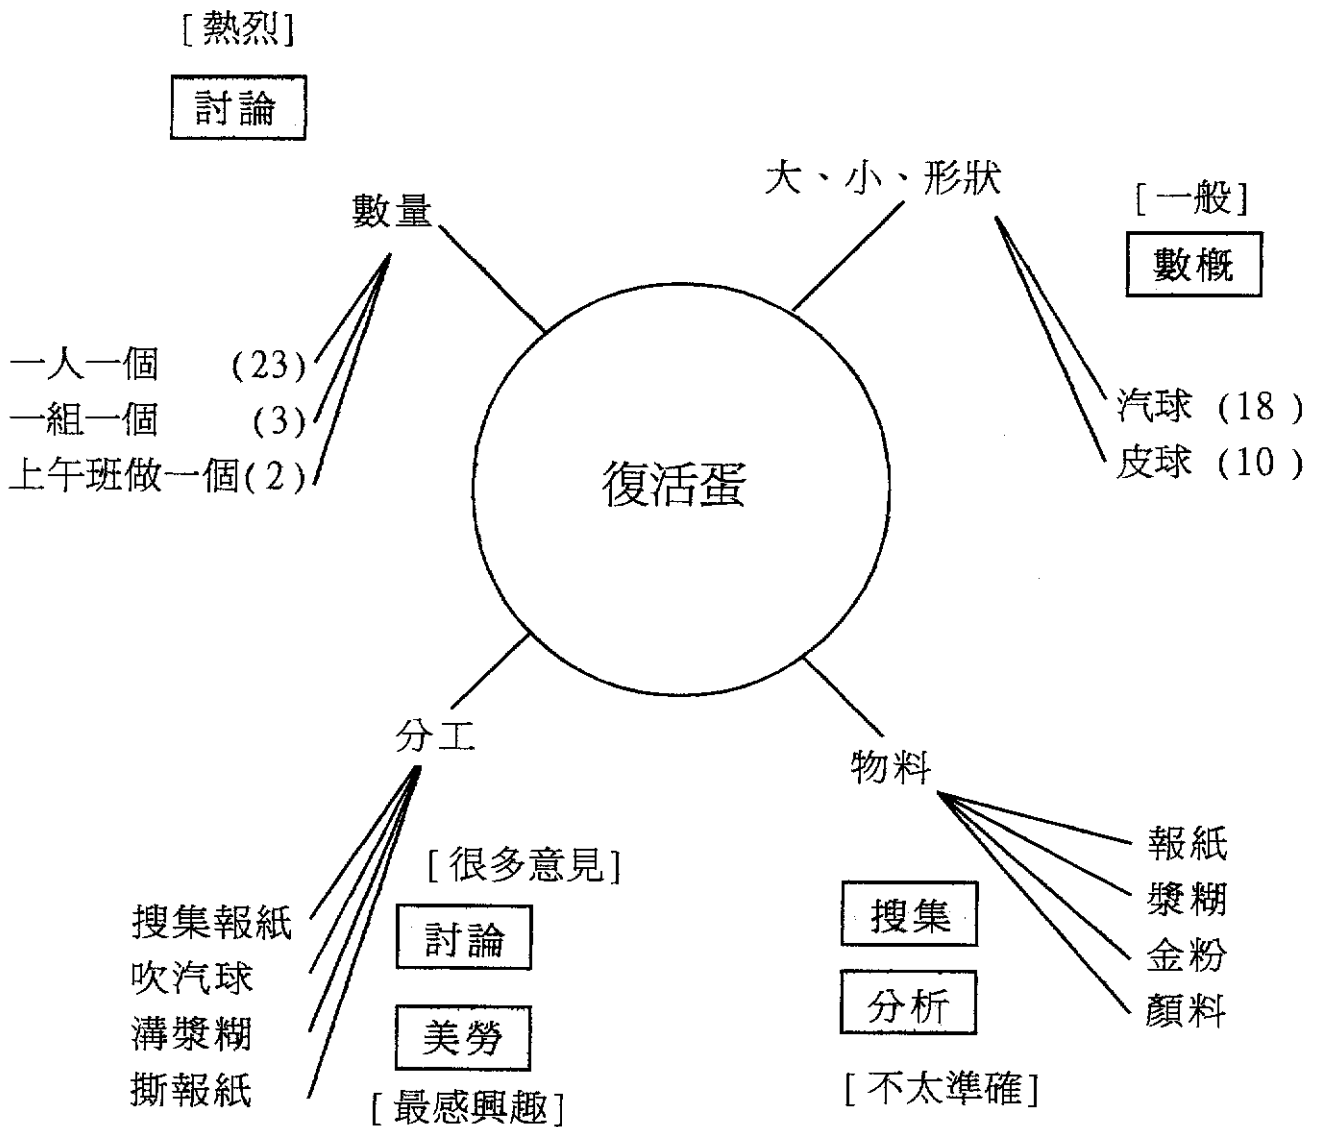 [熱烈]
討論
數量
一人一個 (23)
一組一個 (3)
上午班做一個(2)
大、小、形狀
[一般]
數概
汽球 (18 )
皮球 (10 )
復活蛋
分工
搜集報紙
吹汽球
溝漿糊
撕報紙
[很多意見]
討論
美勞
[最感興趣]
物料
報紙
漿糊
金粉
顏料
搜集
分析
[不太準確]